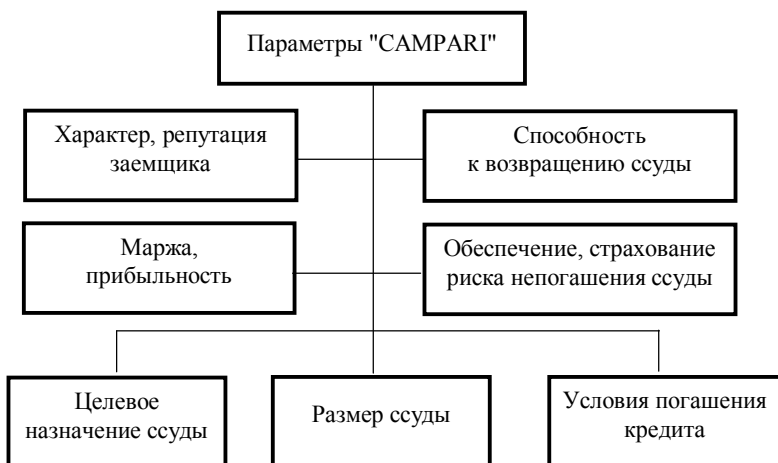 Параметры "CAMPARI"
Характер, репутация
заемщика
Способность
к возвращению ссуды
Маржа,
прибыльность
Обеспечение, страхование
риска непогашения ссуды
Целевое
назначение ссуды
Размер ссуды
Условия погашения
кредита